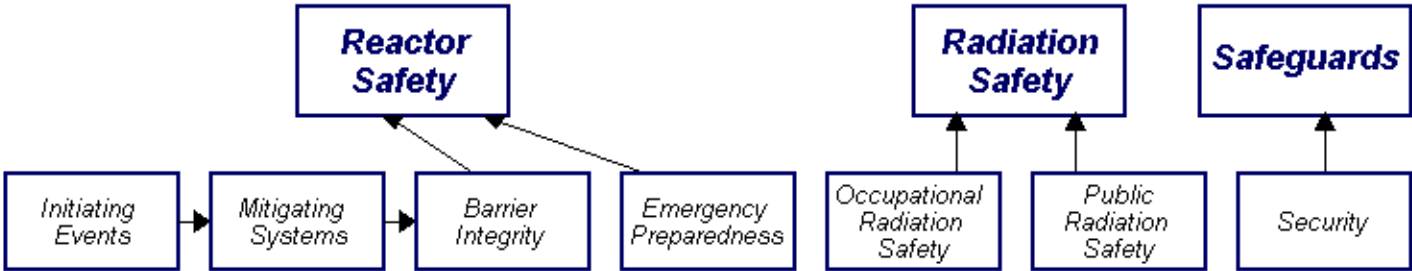 Reactor
Safety
Radiation
Safety
Safeguards
Initiating
Events
Mitigating
Systems
Barrier
Integrity
Emergency
Preparedness
Occupational
Radiation
Safety
Public
Radiation
Safety
Security